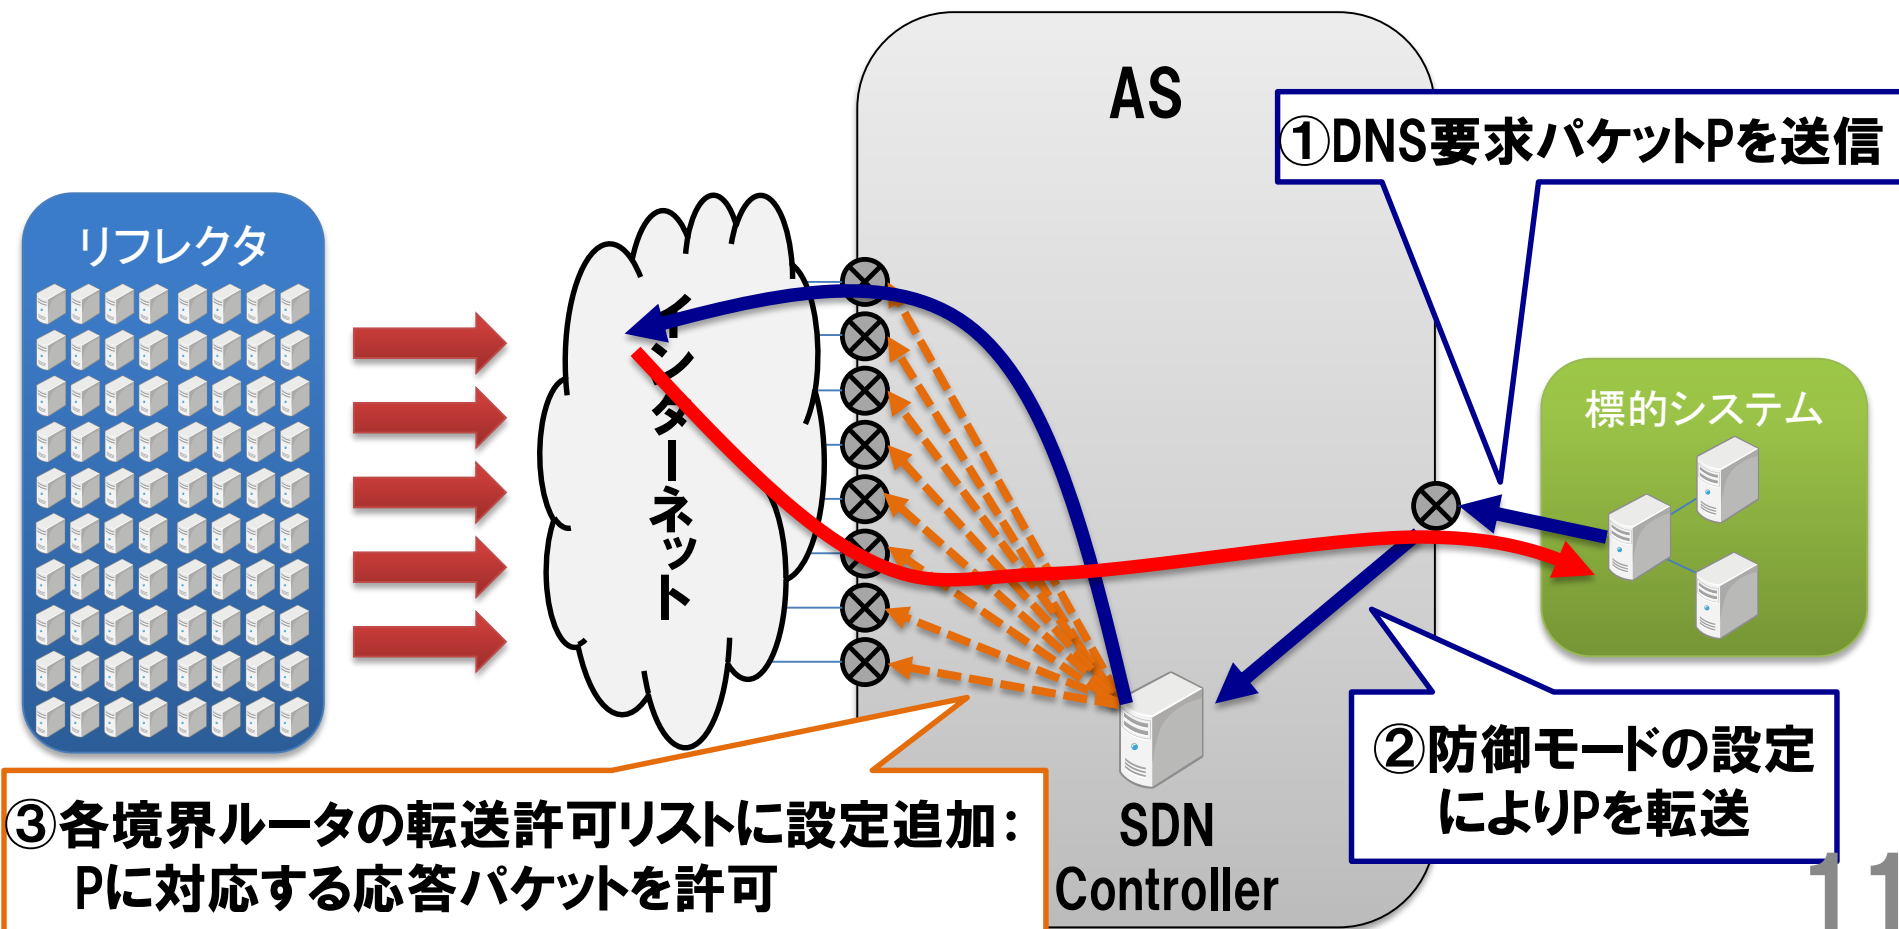 AS
①DNS要求パケットPを送信
リフレクタ
インターネット
標的システム
②防御モードの設定
によりPを転送
③各境界ルータの転送許可リストに設定追加：
Pに対応する応答パケットを許可
SDN
Controller
11